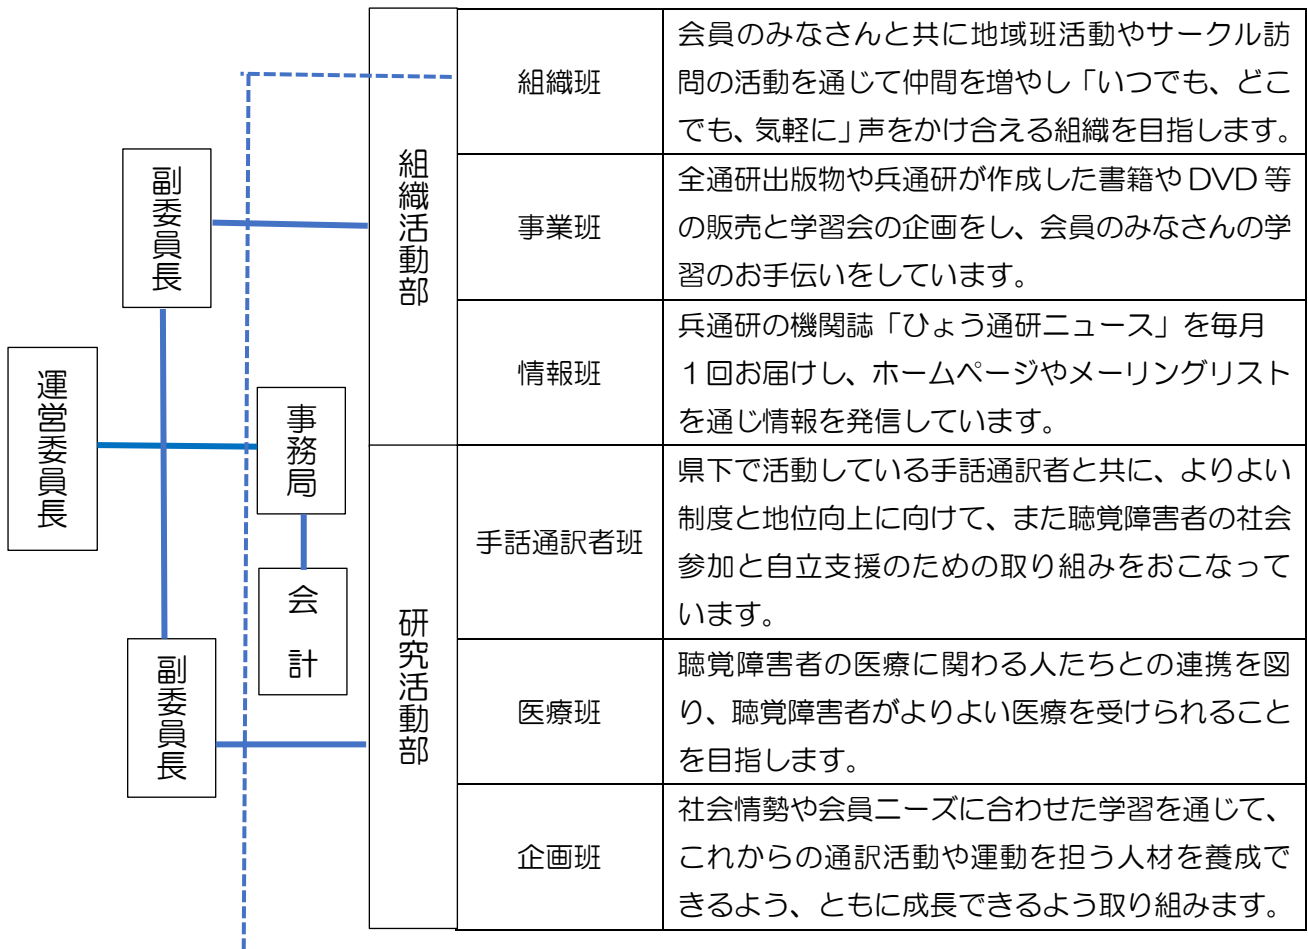 運営委員長
副委員長
副委員長
事務局
会計
組織活動部
組織班
会員のみなさんと共に地域班活動やサークル訪
問の活動を通じて仲間を増やし「いつでも、どこ
でも、気軽に」声をかけ合える組織を目指します。
事業班
全通研出版物や兵通研が作成した書籍や DVD 等
の販売と学習会の企画をし、会員のみなさんの学
習のお手伝いをしています。
情報班
兵通研の機関誌「ひょう通研ニュース」を毎月
１回お届けし、ホームページやメーリングリスト
を通じ情報を発信しています。
研究活動部
手話通訳者班
県下で活動している手話通訳者と共に、よりよい
制度と地位向上に向けて、また聴覚障害者の社会
参加と自立支援のための取り組みをおこなって
います。
医療班
聴覚障害者の医療に関わる人たちとの連携を図
り、聴覚障害者がよりよい医療を受けられること
を目指します。
企画班
社会情勢や会員ニーズに合わせた学習を通じて、
これからの通訳活動や運動を担う人材を養成で
きるよう、ともに成長できるよう取り組みます。